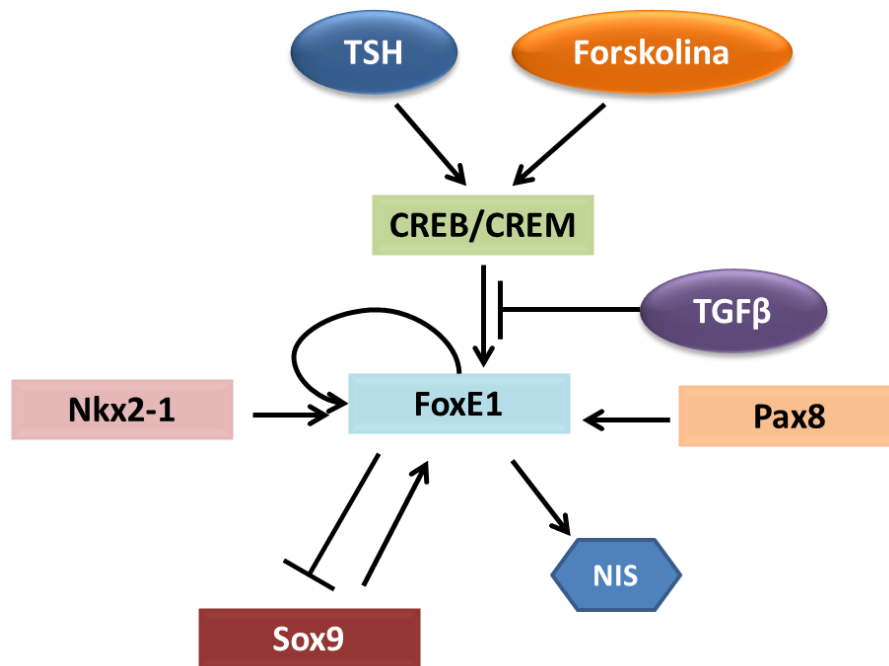 TSH
Forskolina
CREB/CREM
TGFβ
Nkx2-1
FoxE1
Pax8
NIS
Sox9